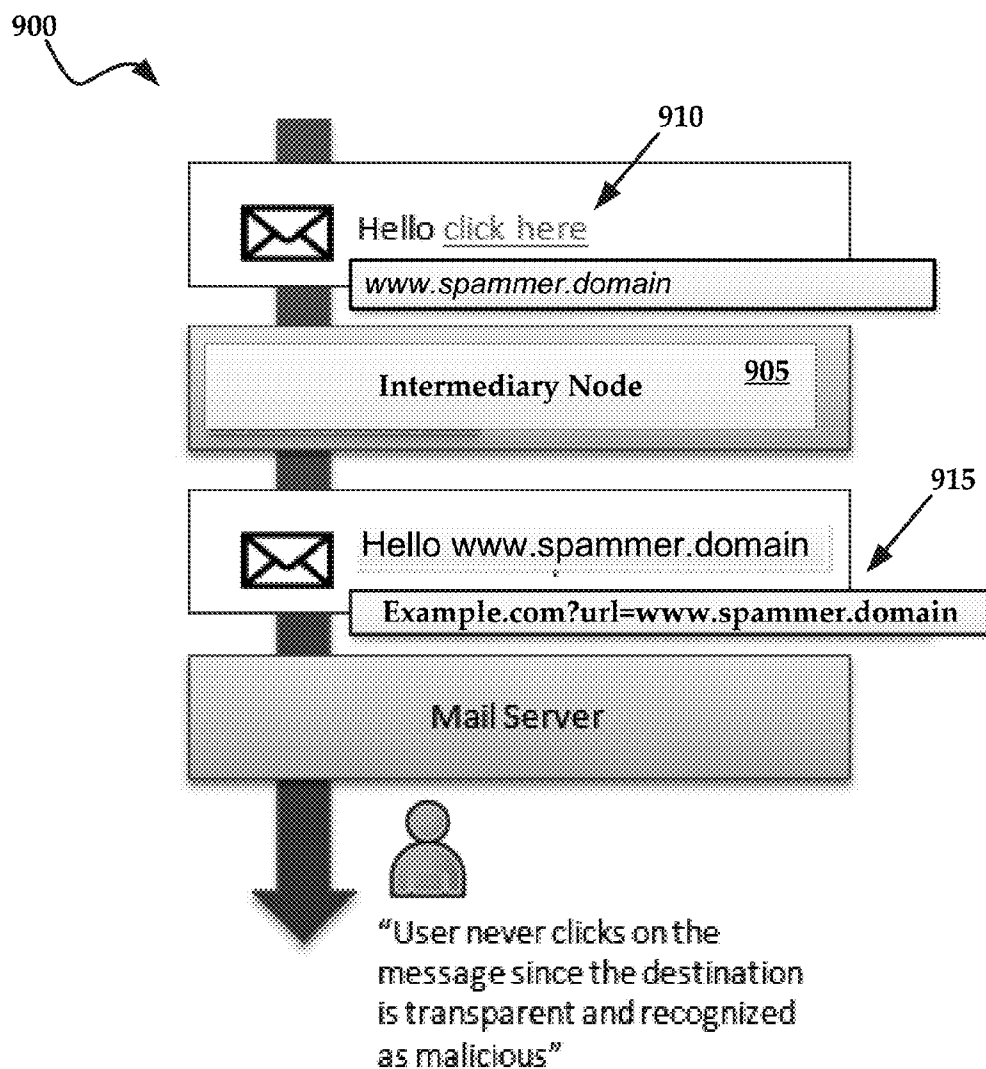 900
910
Hello click here
www.spammer.domain
Intermediary Node
905
915
Hello www.spammer.domain
Example.com?url=www.spammer.domain
Mail Server
“User never clicks on the
message since the destination
is transparent and recognized
as malicious”